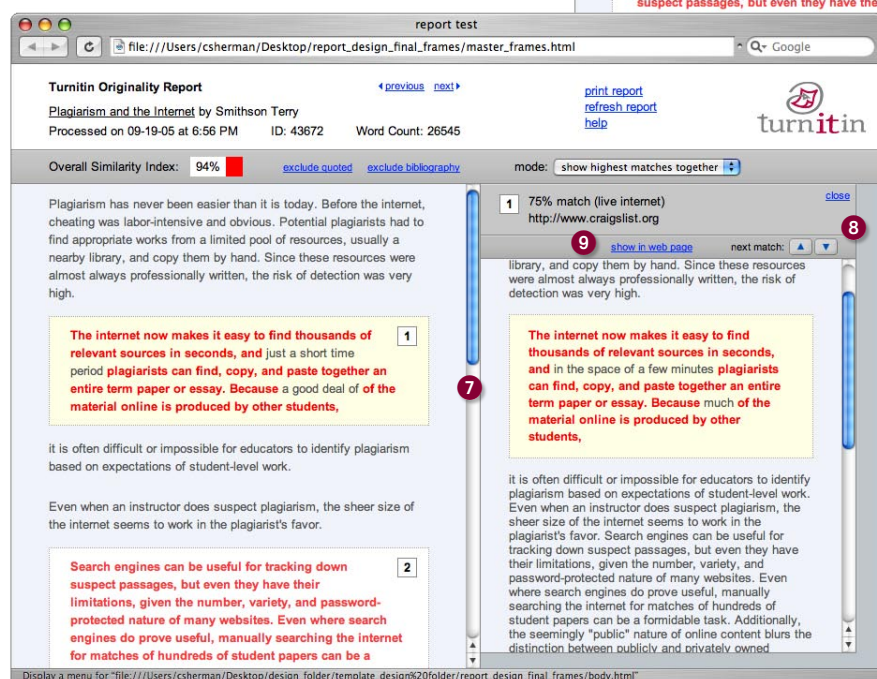 suspect passages, but even they have the
report test
file:///Users/csherman/Desktop/report_design_final_frames/master_frames.html
Google
Turnitin Originality Report
previous next
Plagiarism and the Internet by Smithson Terry
Processed on 09-19-05 at 6:56 PM ID: 43672 Word Count: 26545
print report
refresh report
help
turnitin
Overall Similarity Index: 94% exclude quoted exclude bibliography mode: show highest matches together
Plagiarism has never been easier than it is today. Before the internet,
cheating was labor-intensive and obvious. Potential plagiarists had to
find appropriate works from a limited pool of resources, usually a
nearby library, and copy them by hand. Since these resources were
almost always professionally written, the risk of detection was very
high.
The internet now makes it easy to find thousands of 1
relevant sources in seconds, and just a short time
period plagiarists can find, copy, and paste together an
entire term paper or essay. Because a good deal of of the
material online is produced by other students,
it is often difficult or impossible for educators to identify plagiarism
based on expectations of student-level work.
Even when an instructor does suspect plagiarism, the sheer size of
the internet seems to work in the plagiarist's favor.
Search engines can be useful for tracking down 2
suspect passages, but even they have their
limitations, given the number, variety, and password-
protected nature of many websites. Even where search
engines do prove useful, manually searching the internet
for matches of hundreds of student papers can be a
7
1 75% match (live internet) close
http://www.craigslist.org
8
9 show in web page next match:
library, and copy them by hand. Since these resources
were almost always professionally written, the risk of
detection was very high.
The internet now makes it easy to find
thousands of relevant sources in seconds,
and in the space of a few minutes plagiarists
can find, copy, and paste together an entire
term paper or essay. Because much of the
material online is produced by other
students,
it is often difficult or impossible for educators to identify
plagiarism based on expectations of student-level work.
Even when an instructor does suspect plagiarism, the
sheer size of the internet seems to work in the
plagiarist's favor. Search engines can be useful for
tracking down suspect passages, but even they have
their limitations, given the number, variety, and
password-protected nature of many websites. Even
where search engines do prove useful, manually
searching the internet for matches of hundreds of
student papers can be a formidable task. Additionally,
the seemingly "public" nature of online content blurs the
distinction between publicly and privately owned
Display a menu for "file:///Users/csherman/Desktop/design_folder/template_design%20folder/report_design_final_frames/body.html"